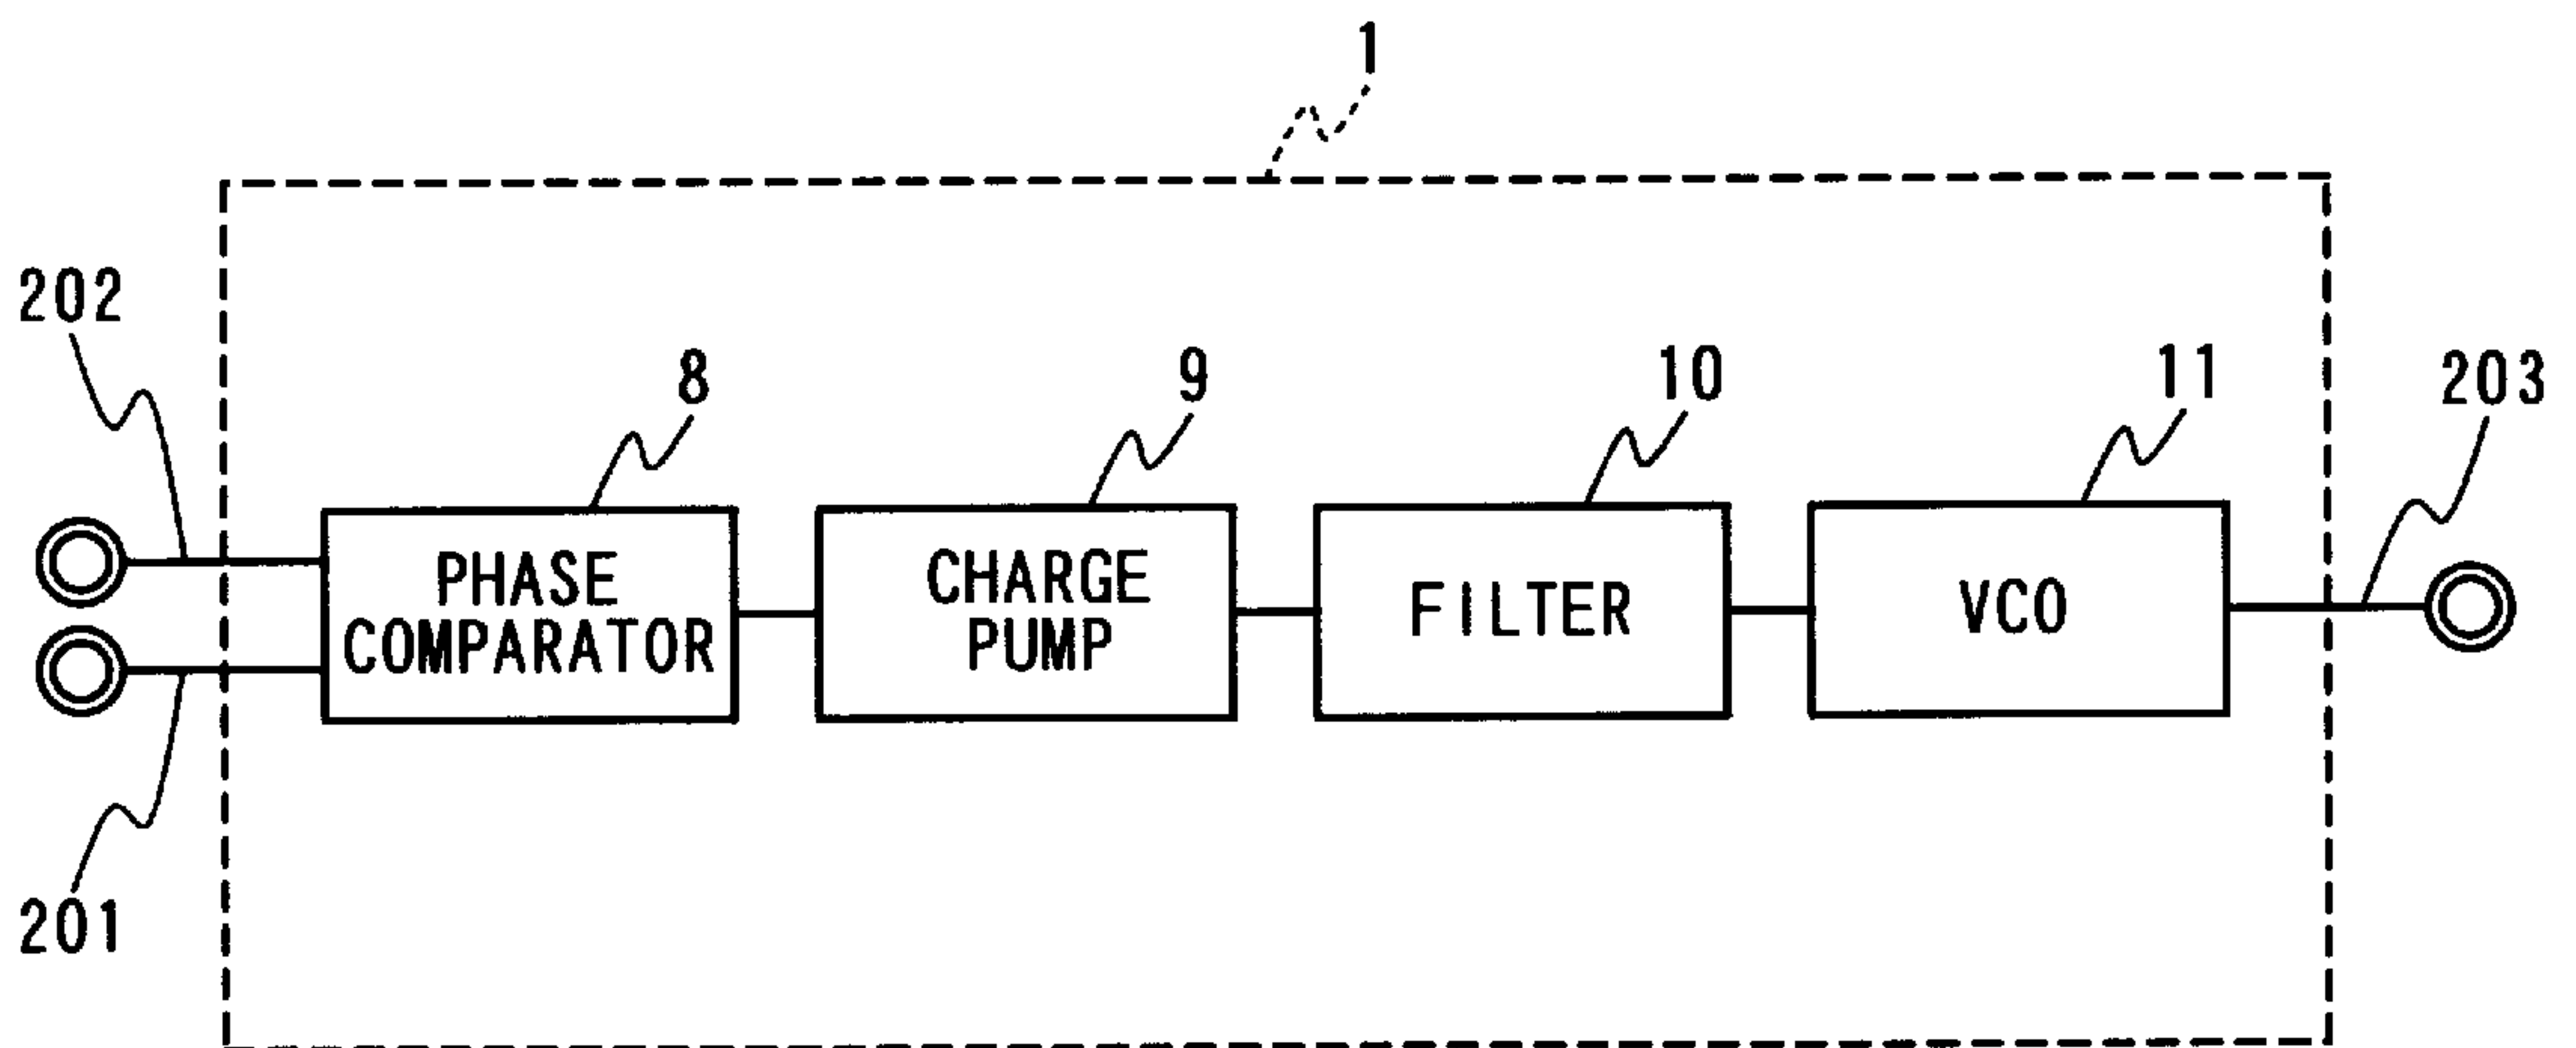 1
202
8
9
10
11
203
PHASE
COMPARATOR
CHARGE
PUMP
FILTER
VCO
201